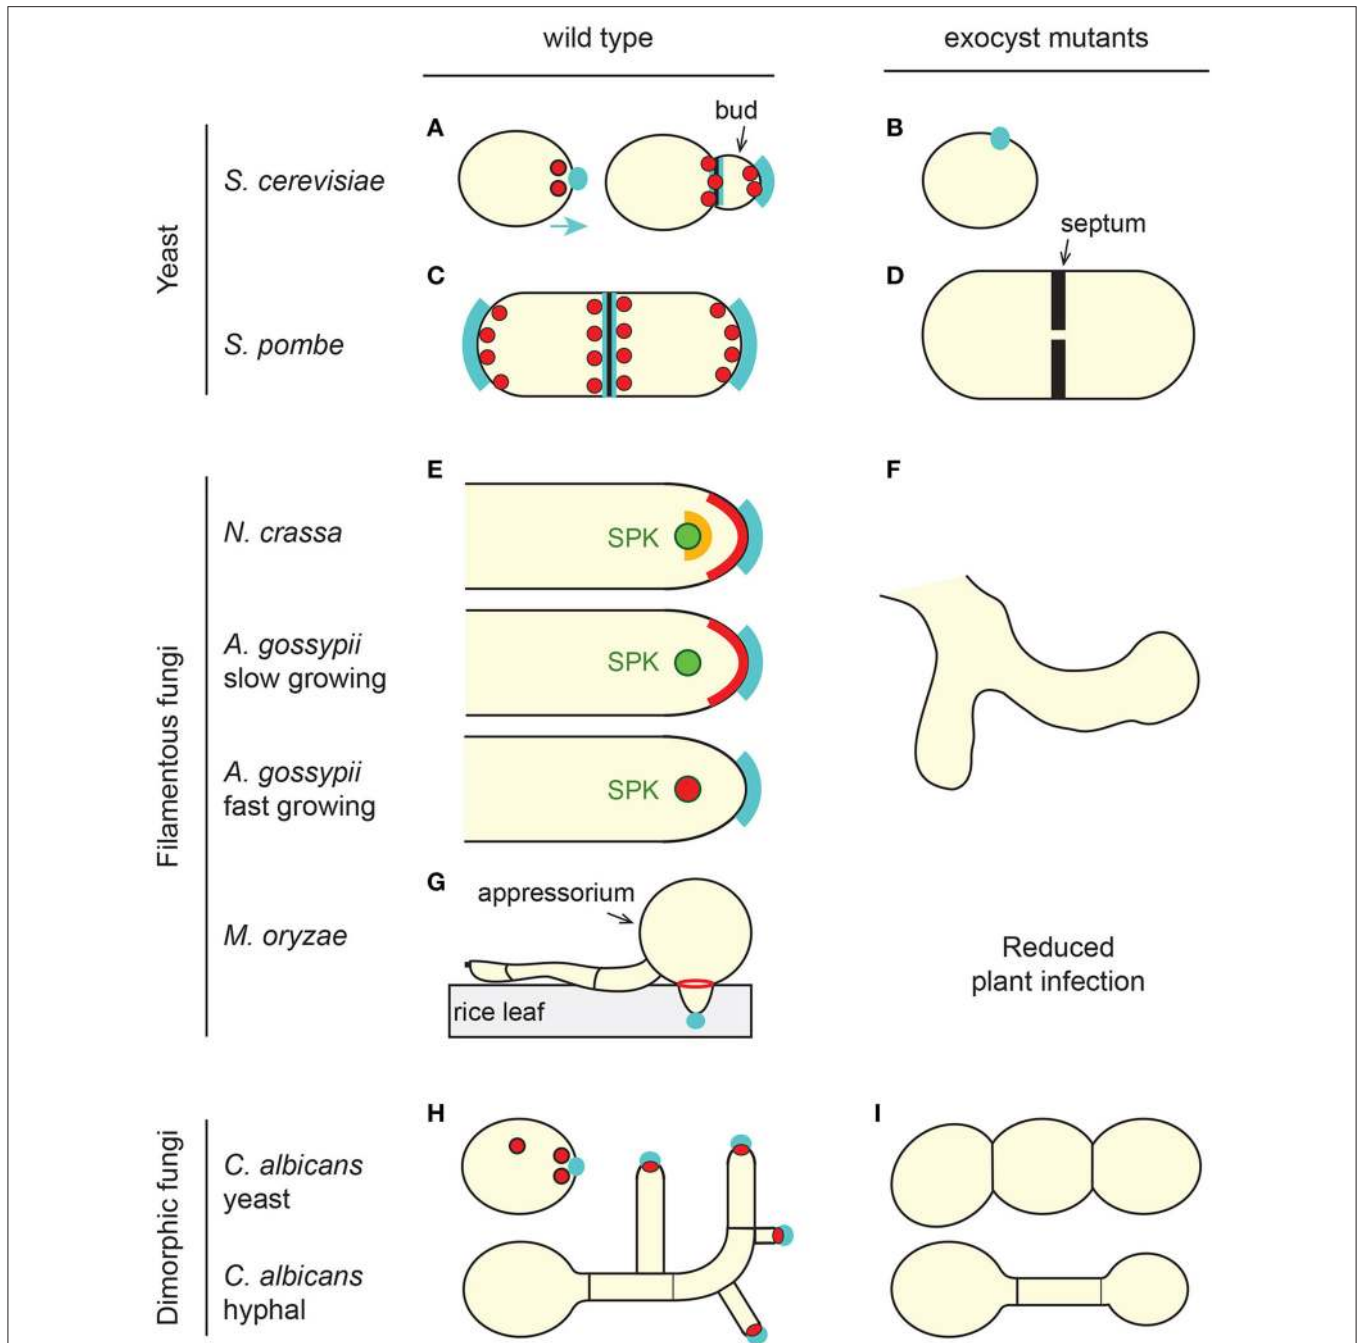 wild type
exocyst mutants
Yeast
S. cerevisiae
A
bud
B
S. pombe
C
septum
D
Filamentous fungi
N. crassa
E
SPK
F
A. gossypii
slow growing
SPK
A. gossypii
fast growing
SPK
M. oryzae
G
appressorium
rice leaf
Reduced
plant infection
Dimorphic fungi
C. albicans
yeast
H
I
C. albicans
hyphal